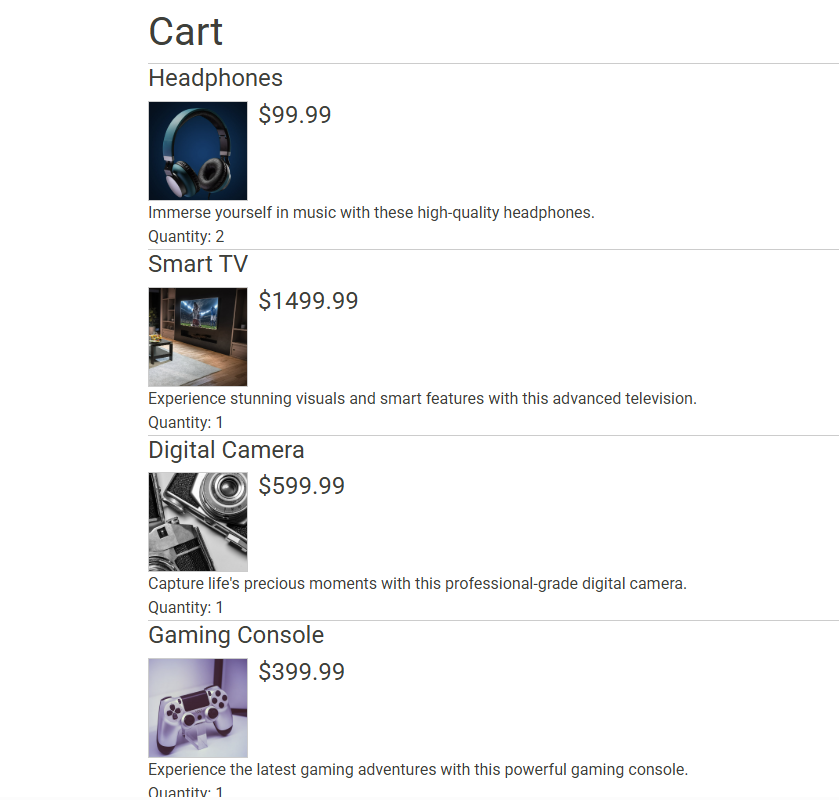 Cart
Headphones
$99.99
Immerse yourself in music with these high-quality headphones.
Quantity: 2
Smart TV
$1499.99
Experience stunning visuals and smart features with this advanced television.
Quantity: 1
Digital Camera
$599.99
Capture life's precious moments with this professional-grade digital camera.
Quantity: 1
Gaming Console
$399.99
Experience the latest gaming adventures with this powerful gaming console.
Quantity: 1